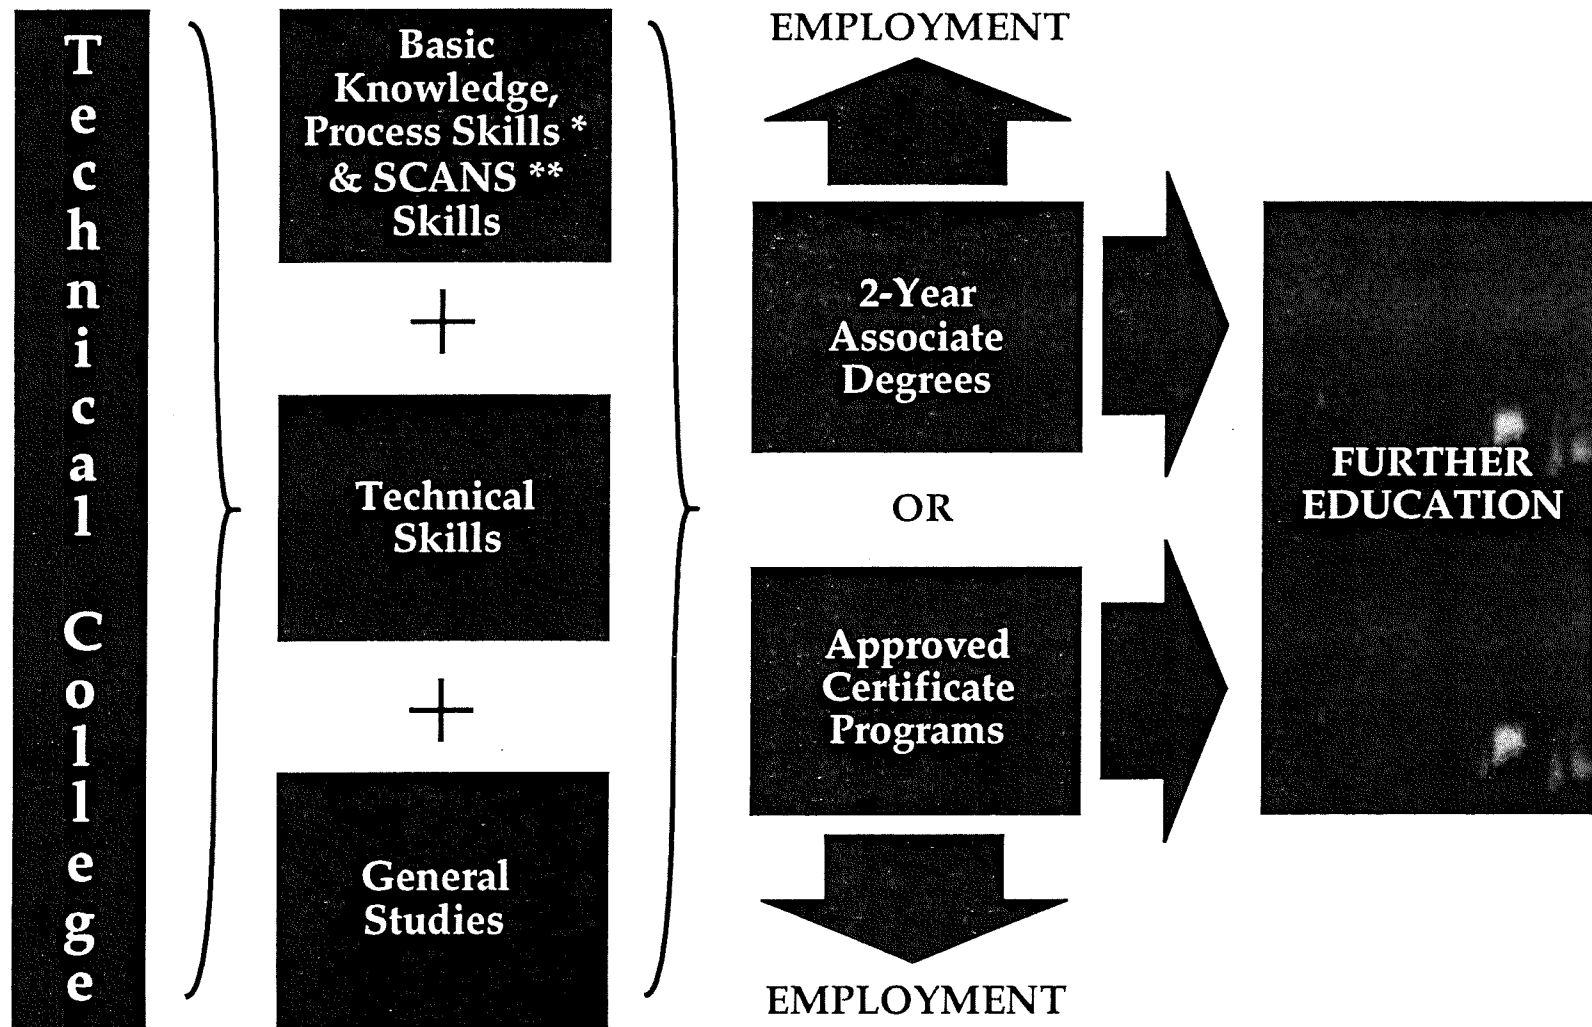 Technical College
Basic
Knowledge,
Process Skills *
& SCANS **
Skills
+
Technical
Skills
+
General
Studies
EMPLOYMENT
2-Year
Associate
Degrees
OR
Approved
Certificate
Programs
EMPLOYMENT
FURTHER
EDUCATION